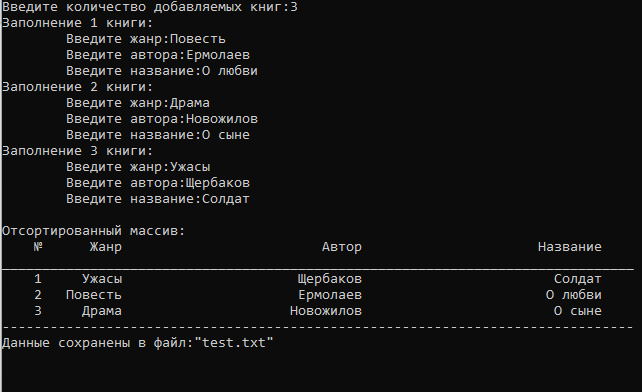 Введите количество добавляемых книг:3
Заполнение 1 книги:
Введите жанр:Повесть
Введите автора:Ермолаев
Введите название:О любви
Заполнение 2 книги:
Введите жанр:Драма
Введите автора:Новожилов
Введите название:О сыне
Заполнение 3 книги:
Введите жанр:Ужасы
Введите автора:Щербаков
Введите название:Солдат
Отсортированный массив:
№ Жанр Автор Название
1 Ужасы Щербаков Солдат
2 Повесть Ермолаев О любви
3 Драма Новожилов О сыне
Данные сохранены в файл:"test.txt"